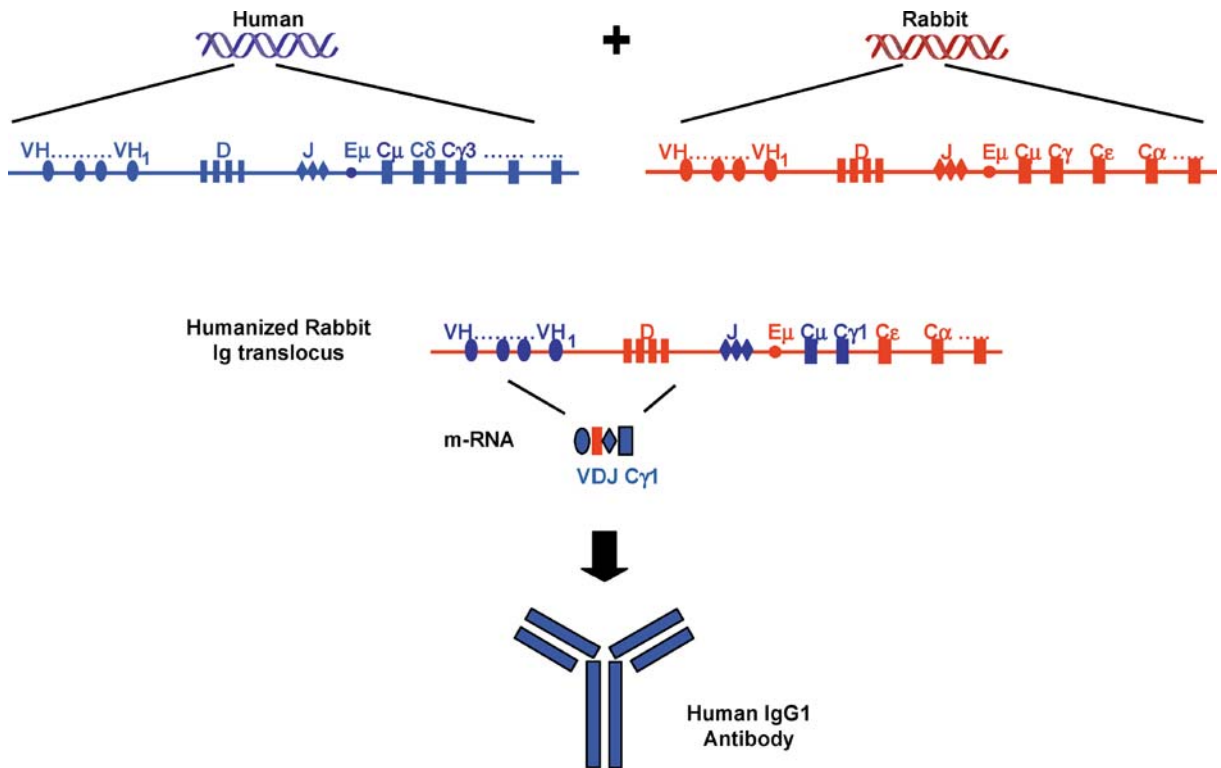 Human
+
Rabbit
VH.........VH1 D J Eμ Cμ Cδ Cγ3 ...... .....
VH.........VH1 D J Eμ Cμ Cγ Cε Cα .....
Humanized Rabbit
Ig translocus
VH.........VH1 D J Eμ Cμ Cγ1 Cε Cα .....
m-RNA
VDJ Cγ1
Human IgG1
Antibody